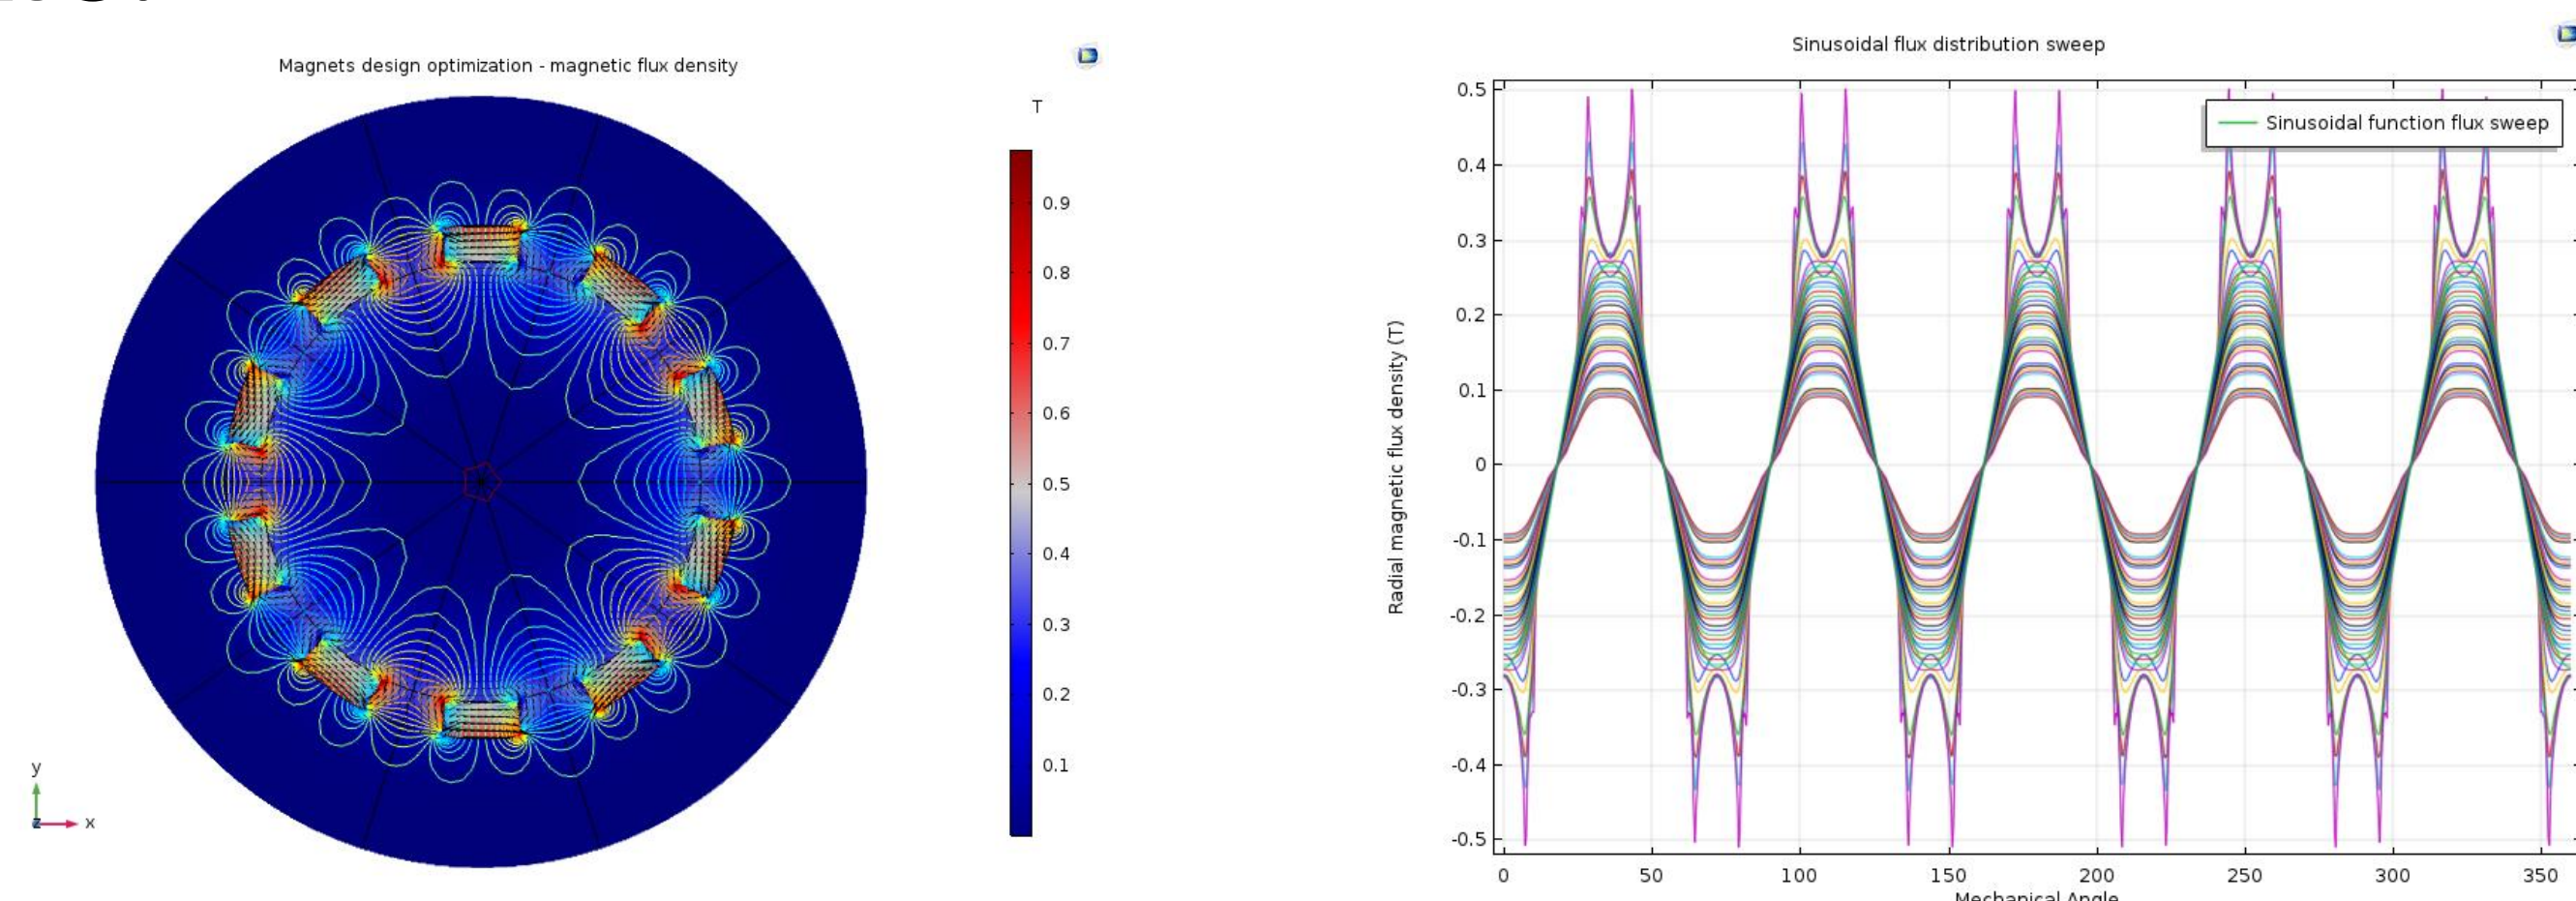 Magnets design optimization - magnetic flux density
T
0.9
0.8
0.7
0.6
0.5
0.4
0.3
0.2
0.1
y
z
x
Sinusoidal flux distribution sweep
Sinusoidal function flux sweep
Radial magnetic flux density (T)
0.5
0.4
0.3
0.2
0.1
0
-0.1
-0.2
-0.3
-0.4
-0.5
0 50 100 150 200 250 300 350
Mechanical Angle